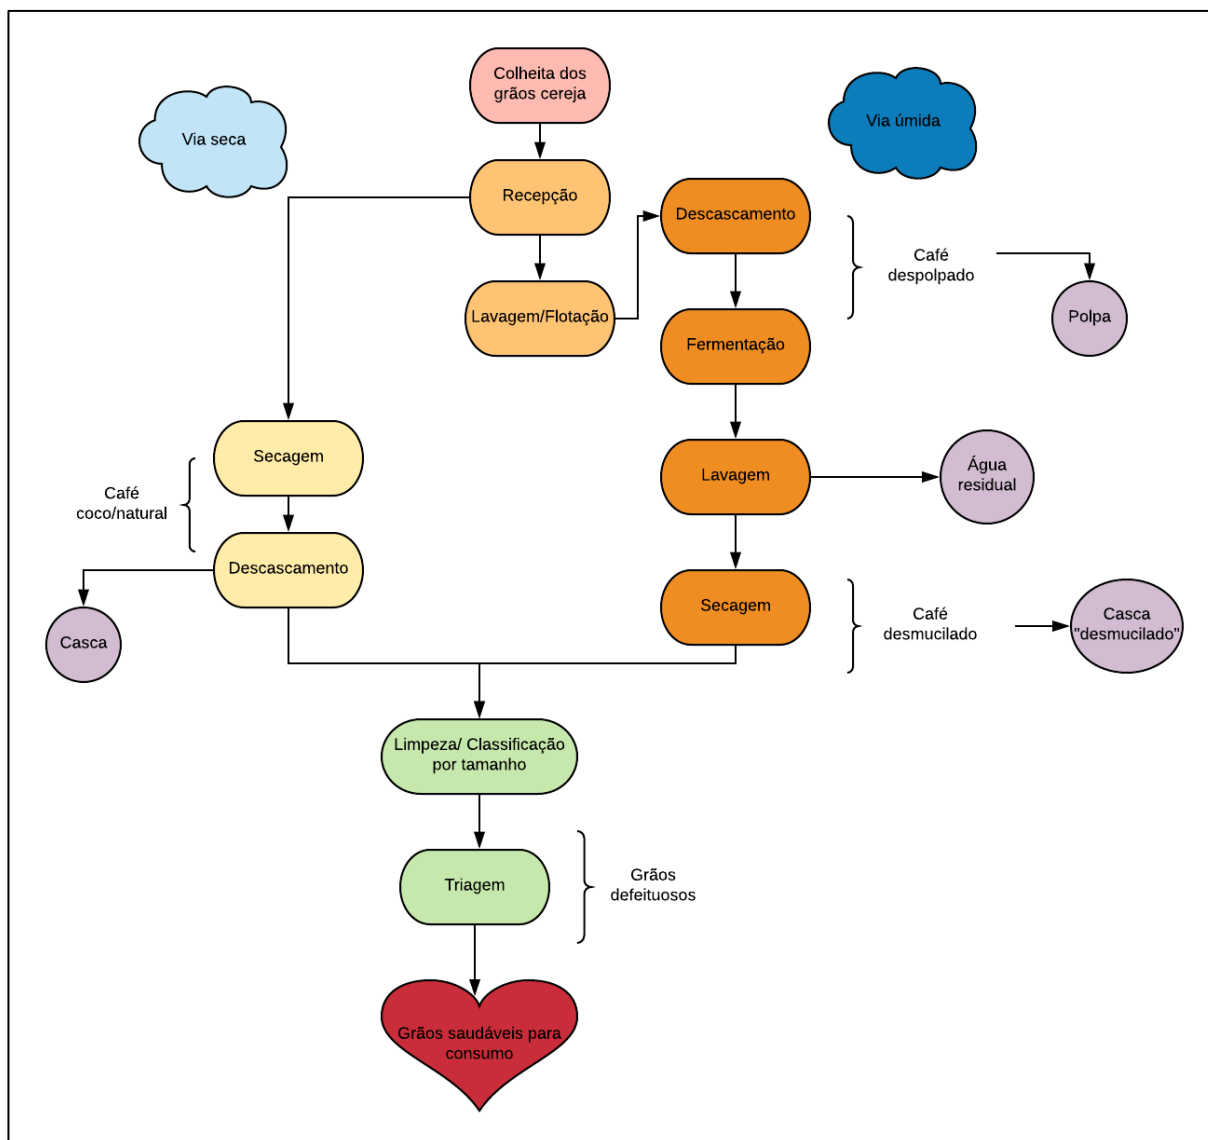 Colheita dos
grãos cereja
Via seca
Via úmida
Recepção
Descascamento
Café
despolpado
Lavagem/Flotação
Polpa
Fermentação
Secagem
Lavagem
Água
residual
Café
coco/natural
Descascamento
Secagem
Café
desmucilado
Casca
"desmucilado"
Casca
Limpeza/ Classificação
por tamanho
Triagem
Grãos
defeituosos
Grãos saudáveis para
consumo